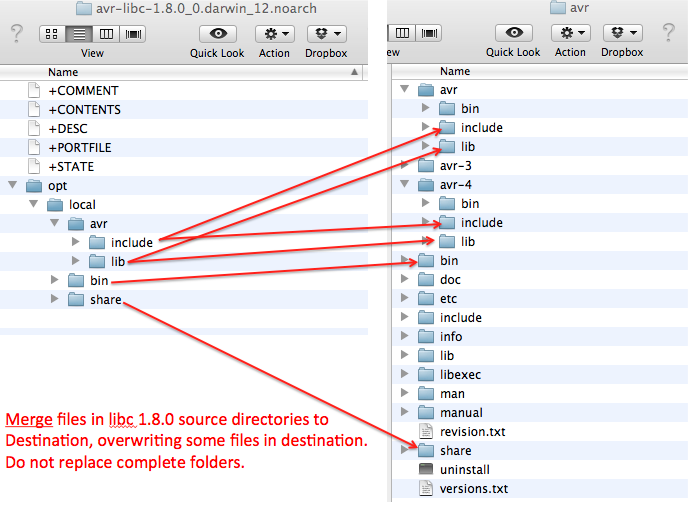 avr-libc-1.8.0_0.darwin_12.noarch
View
Quick Look
Action
Dropbox
Name
+COMMENT
+CONTENTS
+DESC
+PORTFILE
+STATE
opt
local
avr
include
lib
bin
share
Merge files in libc 1.8.0 source directories to
Destination, overwriting some files in destination.
Do not replace complete folders.
avr
ew
Quick Look
Action
Dropbox
Name
avr
bin
include
lib
avr-3
avr-4
bin
include
lib
bin
doc
etc
include
info
lib
libexec
man
manual
revision.txt
share
uninstall
versions.txt